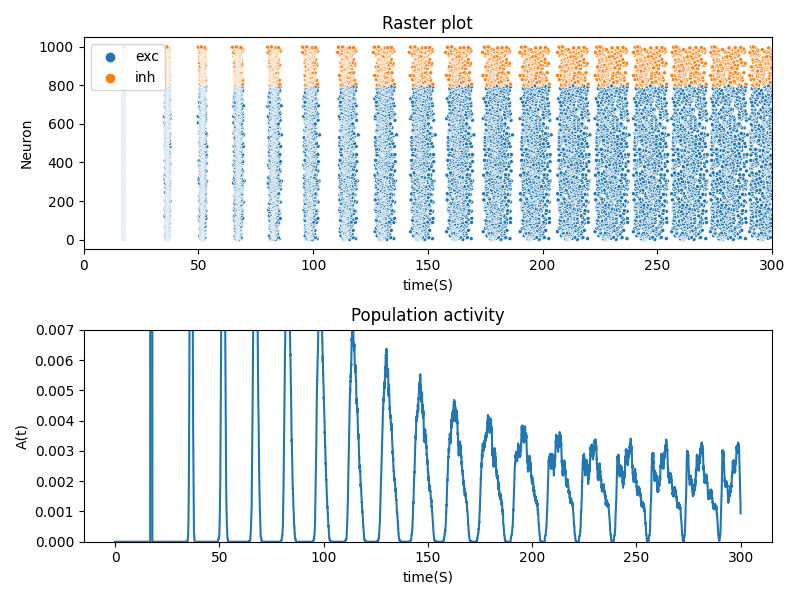 Raster plot
exc
inh
1000
800
600
400
200
0
Neuron
0 50 100 150 200 250 300
time(S)
Population activity
0.007
0.006
0.005
0.004
0.003
0.002
0.001
0.000
A(t)
0 50 100 150 200 250 300
time(S)